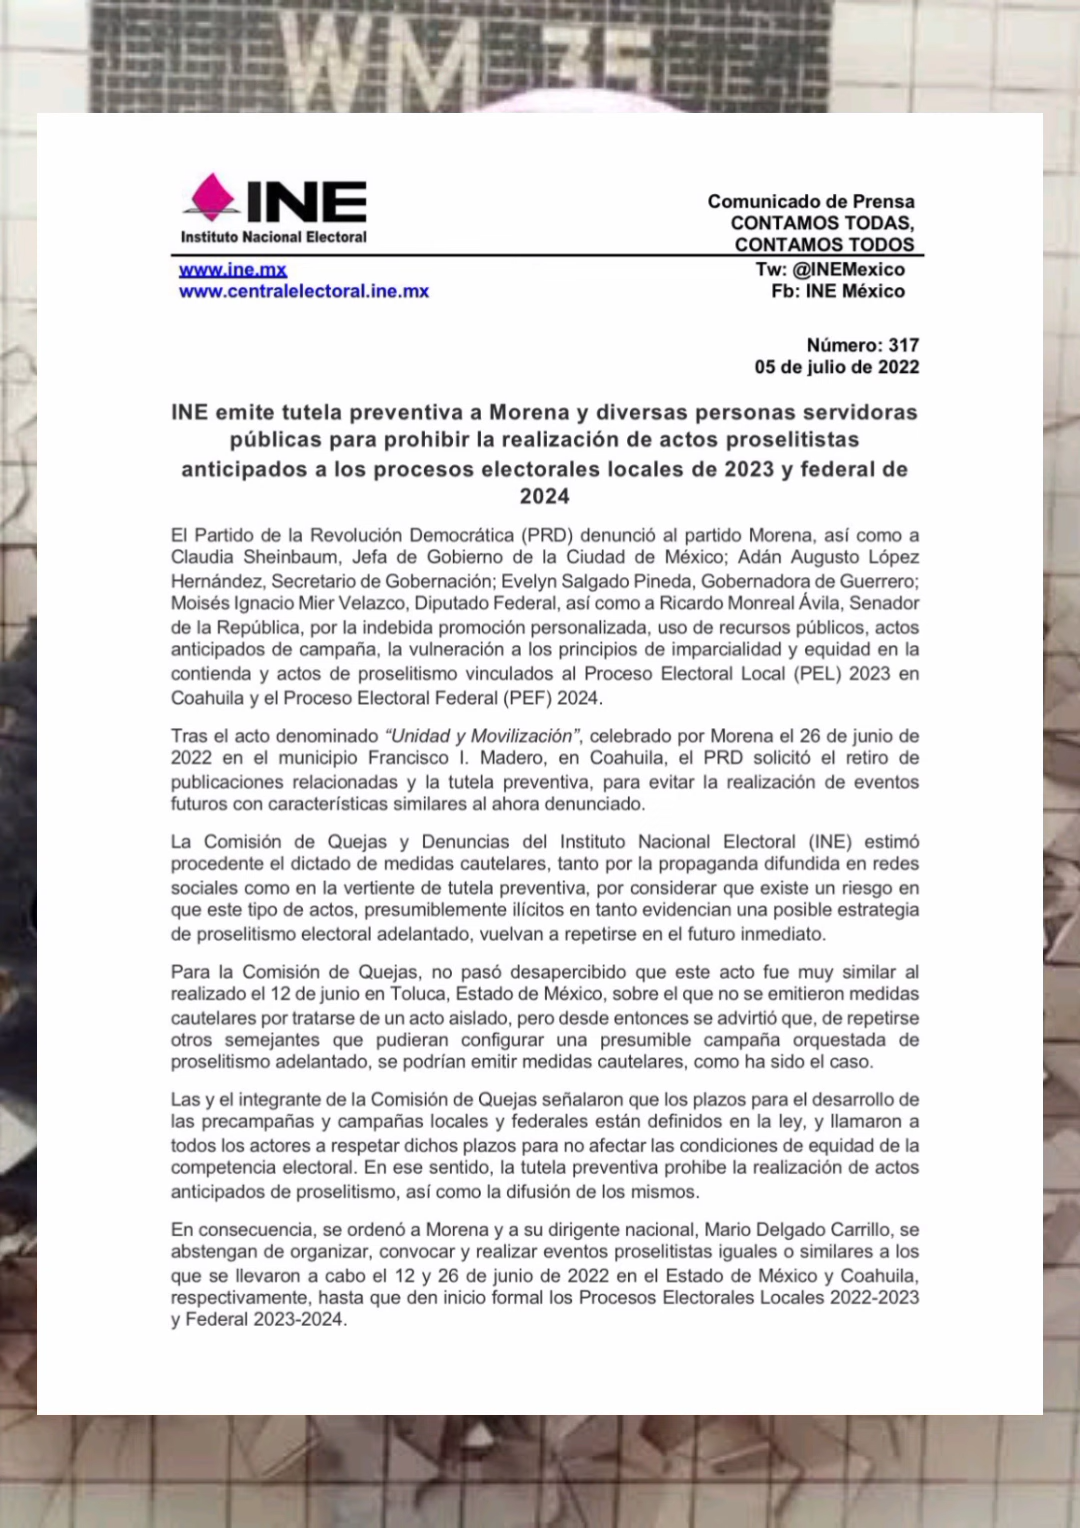 WM 35
INE
Instituto Nacional Electoral
Comunicado de Prensa
CONTAMOS TODAS,
CONTAMOS TODOS
www.ine.mx
www.centralelectoral.ine.mx
Tw: @INEMexico
Fb: INE México
Número: 317
05 de julio de 2022
INE emite tutela preventiva a Morena y diversas personas servidoras
públicas para prohibir la realización de actos proselitistas
anticipados a los procesos electorales locales de 2023 y federal de
2024
El Partido de la Revolución Democrática (PRD) denunció al partido Morena, así como a
Claudia Sheinbaum, Jefa de Gobierno de la Ciudad de México; Adán Augusto López
Hernández, Secretario de Gobernación; Evelyn Salgado Pineda, Gobernadora de Guerrero;
Moisés Ignacio Mier Velazco, Diputado Federal, así como a Ricardo Monreal Ávila, Senador
de la República, por la indebida promoción personalizada, uso de recursos públicos, actos
anticipados de campaña, la vulneración a los principios de imparcialidad y equidad en la
contienda y actos de proselitismo vinculados al Proceso Electoral Local (PEL) 2023 en
Coahuila y el Proceso Electoral Federal (PEF) 2024.
Tras el acto denominado “Unidad y Movilización”, celebrado por Morena el 26 de junio de
2022 en el municipio Francisco I. Madero, en Coahuila, el PRD solicitó el retiro de
publicaciones relacionadas y la tutela preventiva, para evitar la realización de eventos
futuros con características similares al ahora denunciado.
La Comisión de Quejas y Denuncias del Instituto Nacional Electoral (INE) estimó
procedente el dictado de medidas cautelares, tanto por la propaganda difundida en redes
sociales como en la vertiente de tutela preventiva, por considerar que existe un riesgo en
que este tipo de actos, presumiblemente ilícitos en tanto evidencian una posible estrategia
de proselitismo electoral adelantado, vuelvan a repetirse en el futuro inmediato.
Para la Comisión de Quejas, no pasó desapercibido que este acto fue muy similar al
realizado el 12 de junio en Toluca, Estado de México, sobre el que no se emitieron medidas
cautelares por tratarse de un acto aislado, pero desde entonces se advirtió que, de repetirse
otros semejantes que pudieran configurar una presumible campaña orquestada de
proselitismo adelantado, se podrían emitir medidas cautelares, como ha sido el caso.
Las y el integrante de la Comisión de Quejas señalaron que los plazos para el desarrollo de
las precampañas y campañas locales y federales están definidos en la ley, y llamaron a
todos los actores a respetar dichos plazos para no afectar las condiciones de equidad de la
competencia electoral. En ese sentido, la tutela preventiva prohibe la realización de actos
anticipados de proselitismo, así como la difusión de los mismos.
En consecuencia, se ordenó a Morena y a su dirigente nacional, Mario Delgado Carrillo, se
abstengan de organizar, convocar y realizar eventos proselitistas iguales o similares a los
que se llevaron a cabo el 12 y 26 de junio de 2022 en el Estado de México y Coahuila,
respectivamente, hasta que den inicio formal los Procesos Electorales Locales 2022-2023
y Federal 2023-2024.